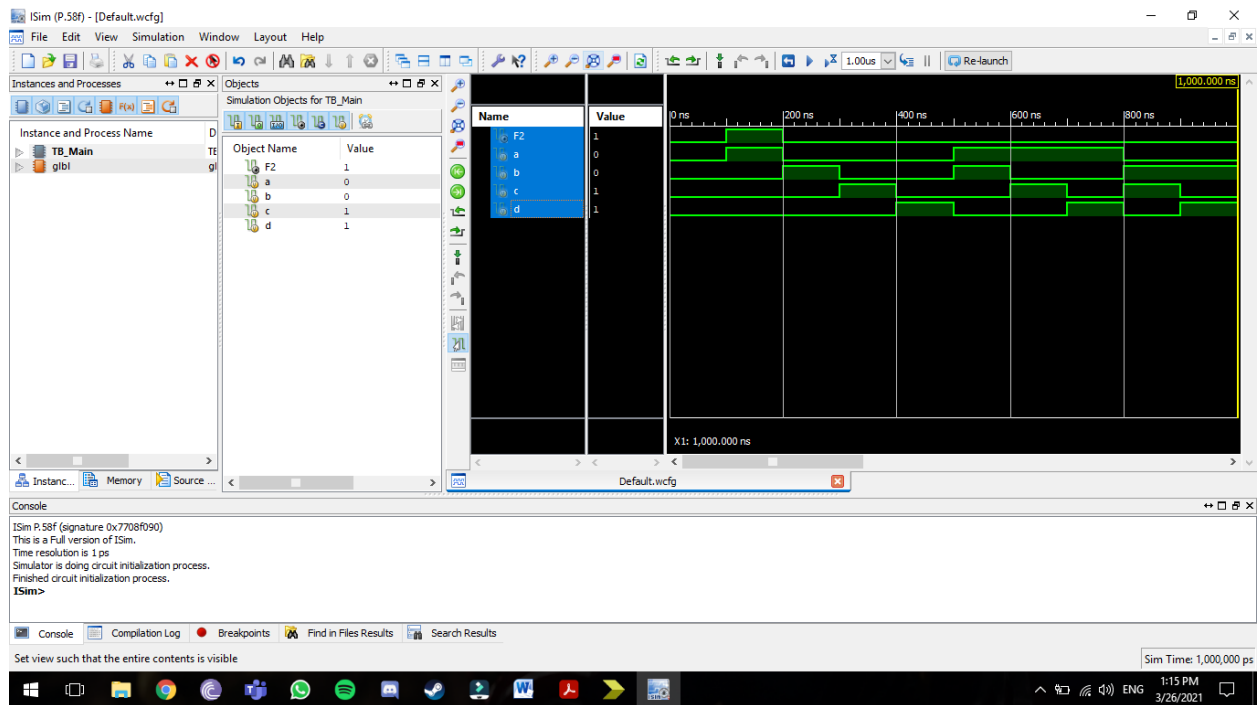 ISim (P.58f) - [Default.wcfg]
File Edit View Simulation Window Layout Help
1.00us
Re-launch
Instances and Processes
Instance and Process Name
D
TB_Main
TE
glbl
gl
Instanc...
Memory
Source ...
Objects
Simulation Objects for TB_Main
Object Name Value
F2 1
a 0
b 0
c 1
d 1
Name Value
F2 1
a 0
b 0
c 1
d 1
1,000.000 ns
0 ns 200 ns 400 ns 600 ns 800 ns
X1: 1,000.000 ns
Default.wcfg
Console
ISim P.58f (signature 0x7708f090)
This is a Full version of ISim.
Time resolution is 1 ps
Simulator is doing circuit initialization process.
Finished circuit initialization process.
ISim>
Console Compilation Log Breakpoints Find in Files Results Search Results
Set view such that the entire contents is visible
Sim Time: 1,000,000 ps
ENG
1:15 PM
3/26/2021